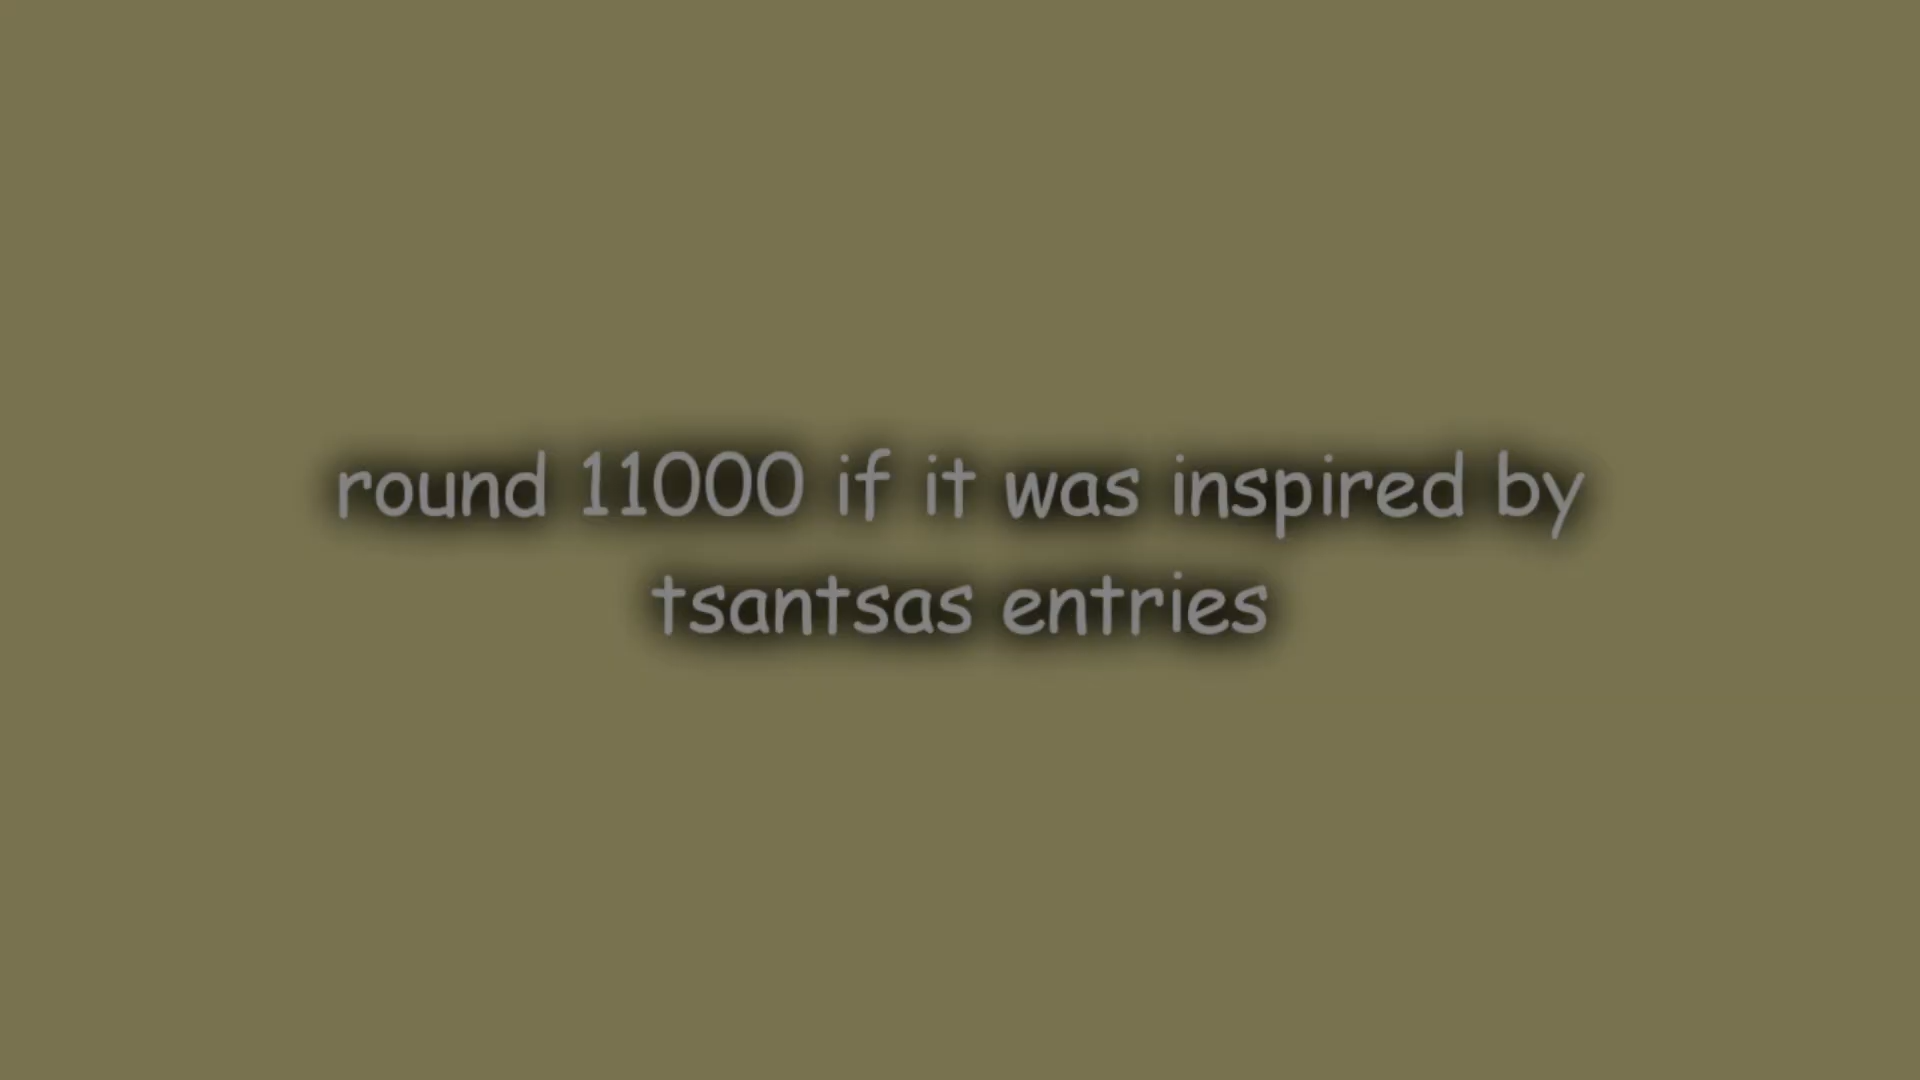 round 11000 if it was inspired by
tsantsas entries